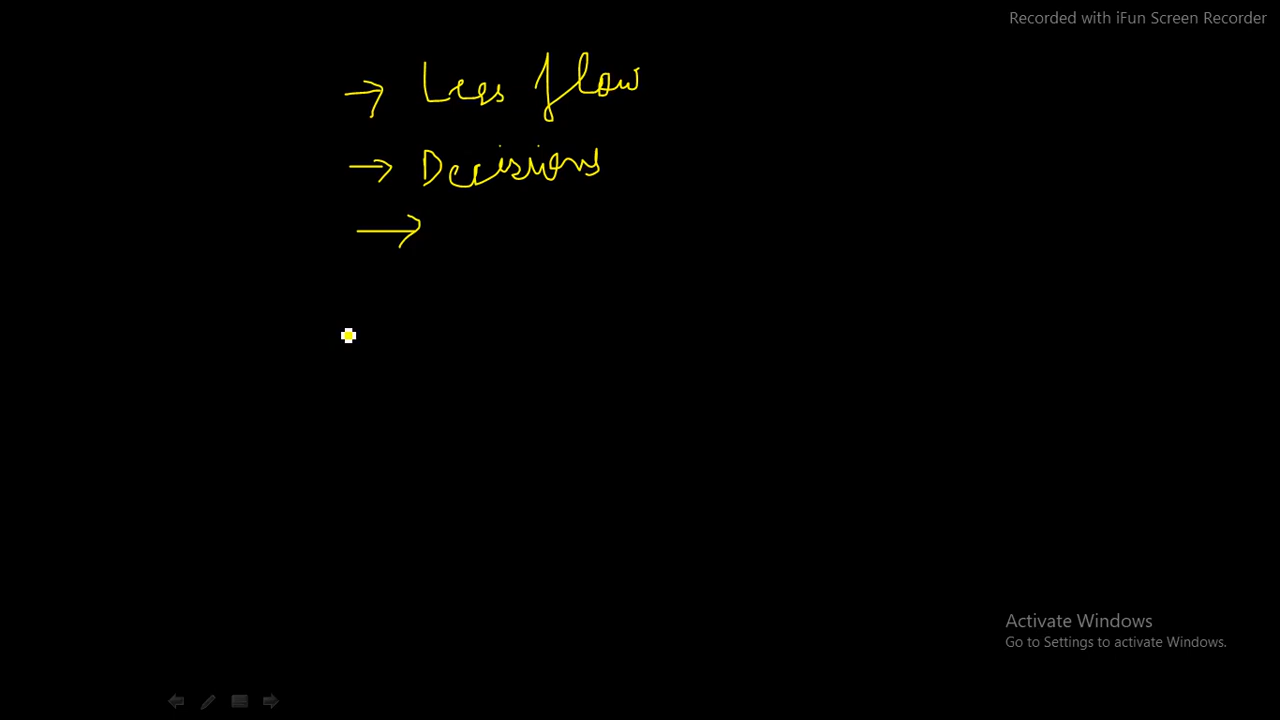 Recorded with iFun Screen Recorder
→ Less flow
→ Decisions
→
Activate Windows
Go to Settings to activate Windows.